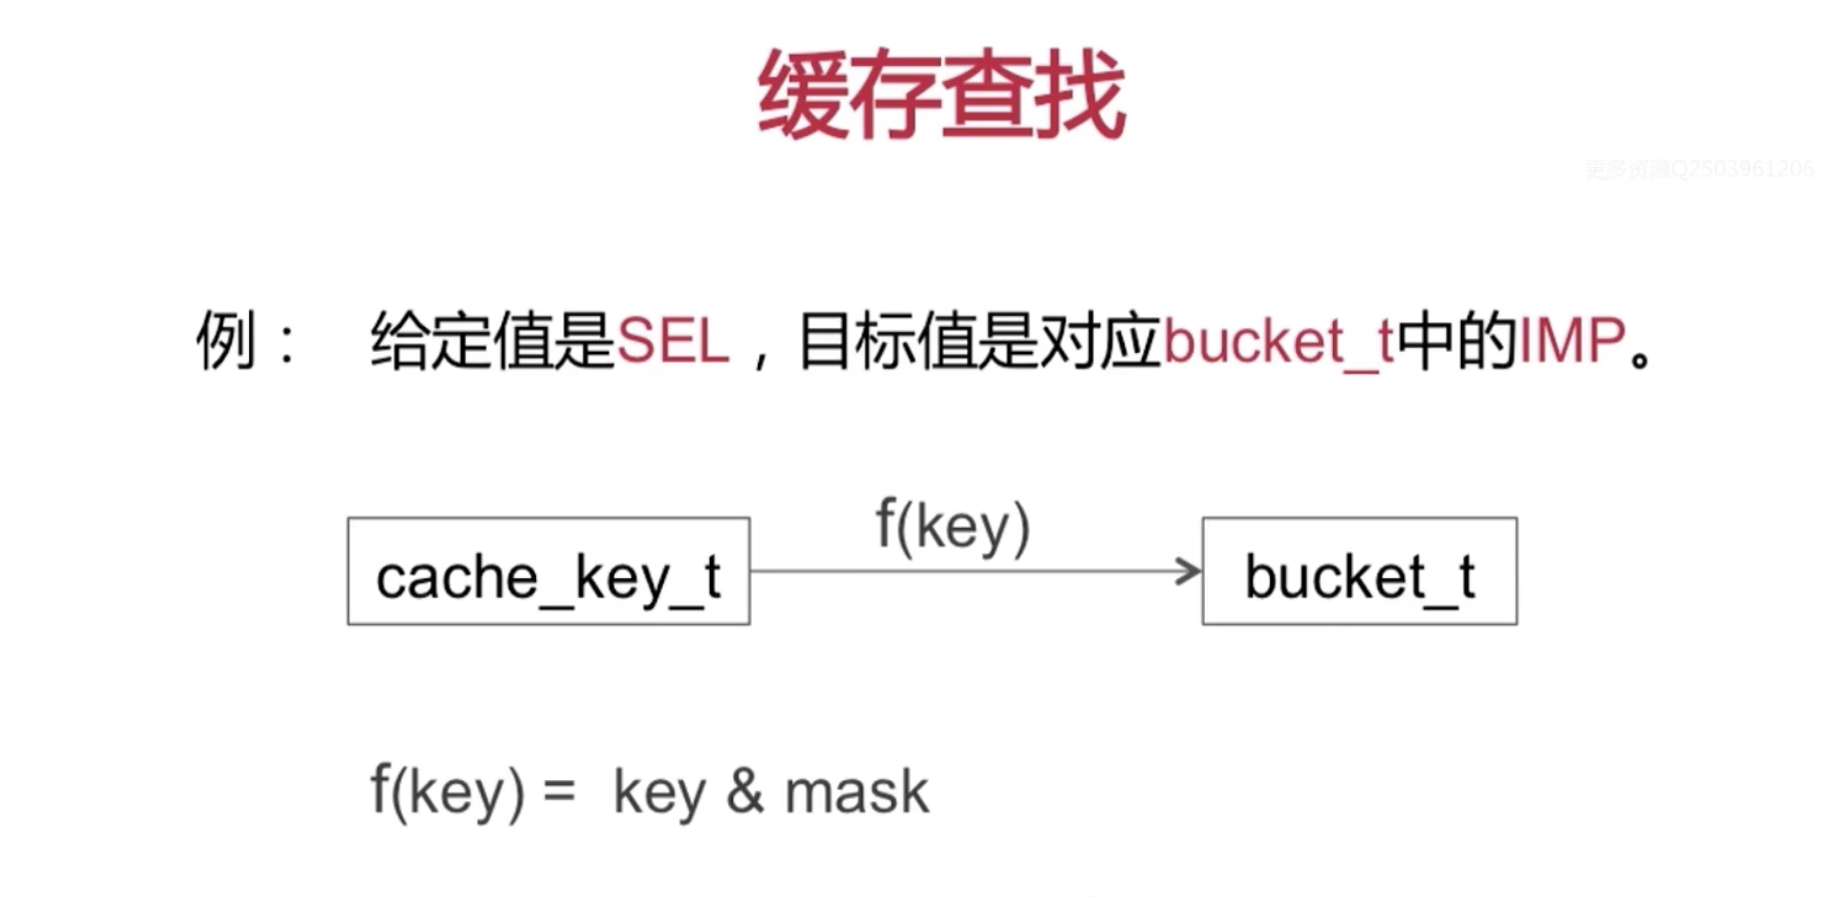 缓存查找
更多资源Q2503961206
例： 给定值是SEL，目标值是对应bucket_t中的IMP。
f(key)
cache_key_t
bucket_t
f(key) = key & mask